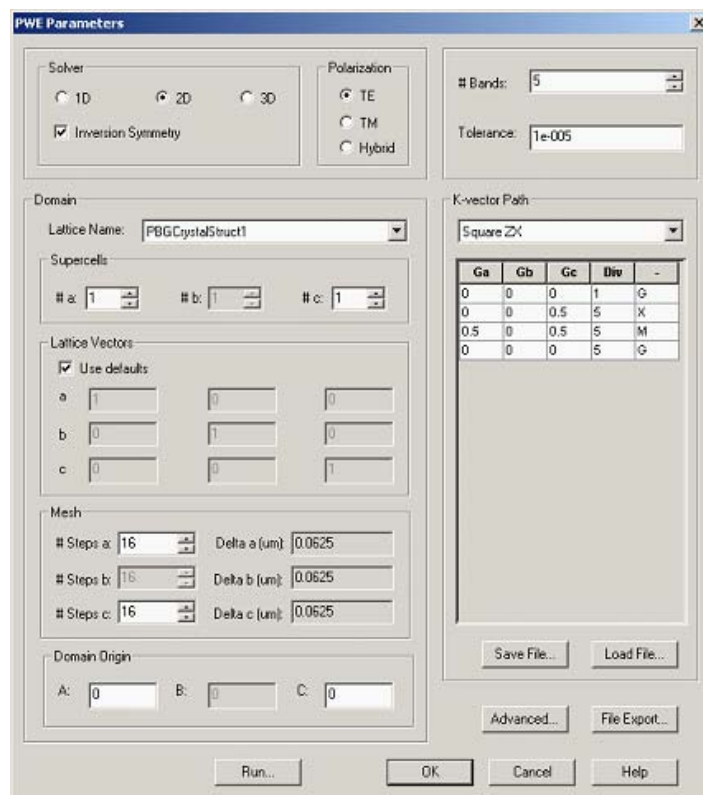 PWE Parameters
Solver
1D 2D 3D
Inversion Symmetry
Polarization
TE
TM
Hybrid
# Bands: 5
Tolerance: 1e-005
Domain
Lattice Name: PBGCrystalStruct1
Supercells
# a: 1 # b: 1 # c: 1
Lattice Vectors
Use defaults
a 1 0 0
b 0 1 0
c 0 0 1
Mesh
# Steps a: 16 Delta a (um): 0.0625
# Steps b: 16 Delta b (um): 0.0625
# Steps c: 16 Delta c (um): 0.0625
Domain Origin
A: 0 B: 0 C: 0
K-vector Path
Square ZX
Ga Gb Gc Div -
0 0 0 1 G
0 0 0.5 5 X
0.5 0 0.5 5 M
0 0 0 5 G
Save File... Load File...
Advanced... File Export...
Run... OK Cancel Help